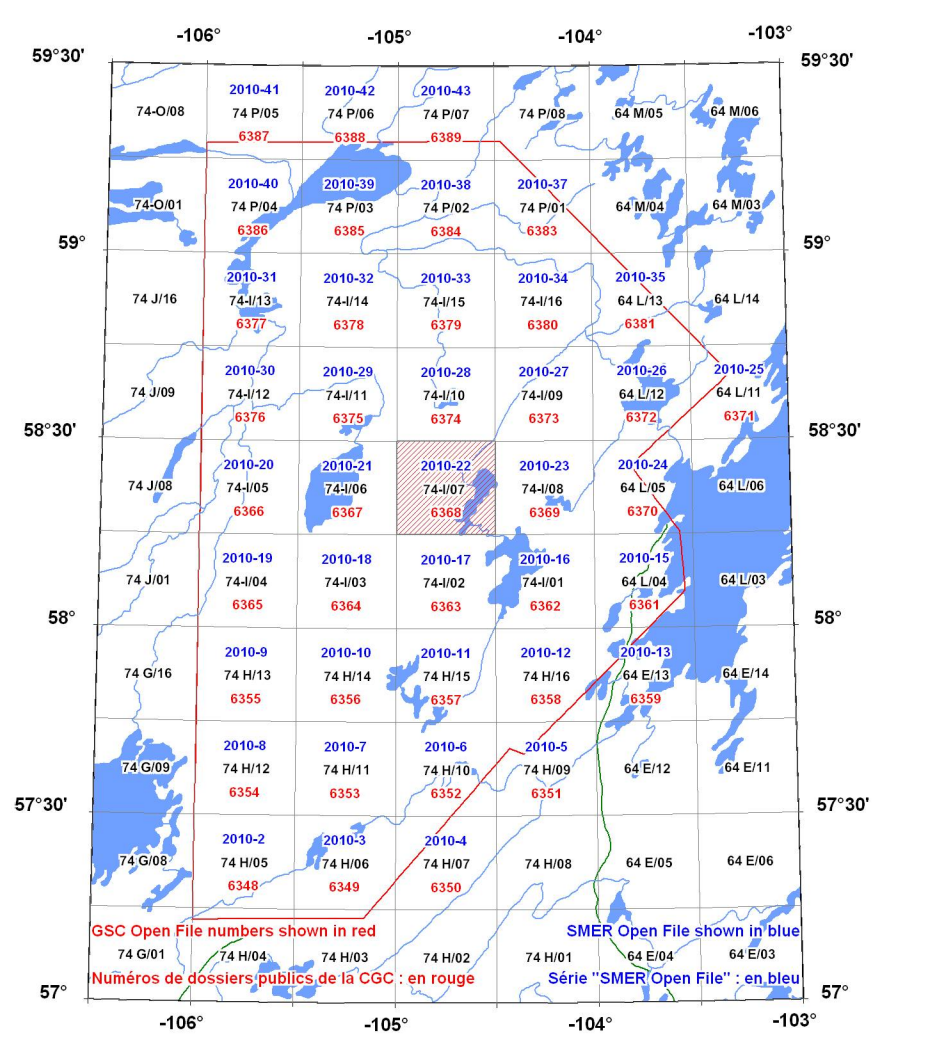 -106° -105° -104° -103°
59°30' 59°30'
2010-41 2010-42 2010-43
74-O/08 74 P/05 74 P/06 74 P/07 74 P/08 64 M/05 64 M/06
6387 6388 6389
2010-40 2010-39 2010-38 2010-37
74-O/01 74 P/04 74 P/03 74 P/02 74 P/01 64 M/04 64 M/03
6386 6385 6384 6383
59° 59°
2010-31 2010-32 2010-33 2010-34 2010-35
74 J/16 74-I/13 74-I/14 74-I/15 74-I/16 64 L/13 64 L/14
6377 6378 6379 6380 6381
2010-30 2010-29 2010-28 2010-27 2010-26 2010-25
74 J/09 74-I/12 74-I/11 74-I/10 74-I/09 64 L/12 64 L/11
6376 6375 6374 6373 6372 6371
58°30' 58°30'
2010-20 2010-21 2010-22 2010-23 2010-24
74 J/08 74-I/05 74-I/06 74-I/07 74-I/08 64 L/05 64 L/06
6366 6367 6368 6369 6370
2010-19 2010-18 2010-17 2010-16 2010-15
74 J/01 74-I/04 74-I/03 74-I/02 74-I/01 64 L/04 64 L/03
6365 6364 6363 6362 6361
58° 58°
2010-9 2010-10 2010-11 2010-12 2010-13
74 G/16 74 H/13 74 H/14 74 H/15 74 H/16 64 E/13 64 E/14
6355 6356 6357 6358 6359
2010-8 2010-7 2010-6 2010-5
74 G/09 74 H/12 74 H/11 74 H/10 74 H/09 64 E/12 64 E/11
6354 6353 6352 6351
57°30' 57°30'
2010-2 2010-3 2010-4
74 G/08 74 H/05 74 H/06 74 H/07 74 H/08 64 E/05 64 E/06
6348 6349 6350
GSC Open File numbers shown in red SMER Open File shown in blue
74 G/01 74 H/04 74 H/03 74 H/02 74 H/01 64 E/04 64 E/03
Numéros de dossiers publics de la CGC : en rouge Série "SMER Open File" : en bleu
57° 57°
-106° -105° -104° -103°